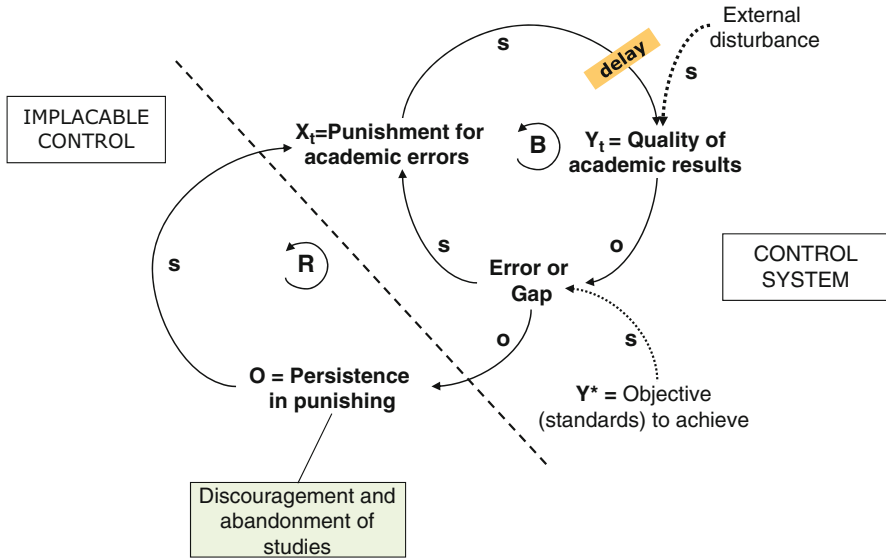 External
disturbance
s
delay
s
IMPLACABLE
CONTROL
Xt=Punishment for
academic errors
B
Yt = Quality of
academic results
s
o
s
R
Error or
Gap
CONTROL
SYSTEM
o
s
O = Persistence
in punishing
Y* = Objective
(standards) to achieve
Discouragement and
abandonment of
studies